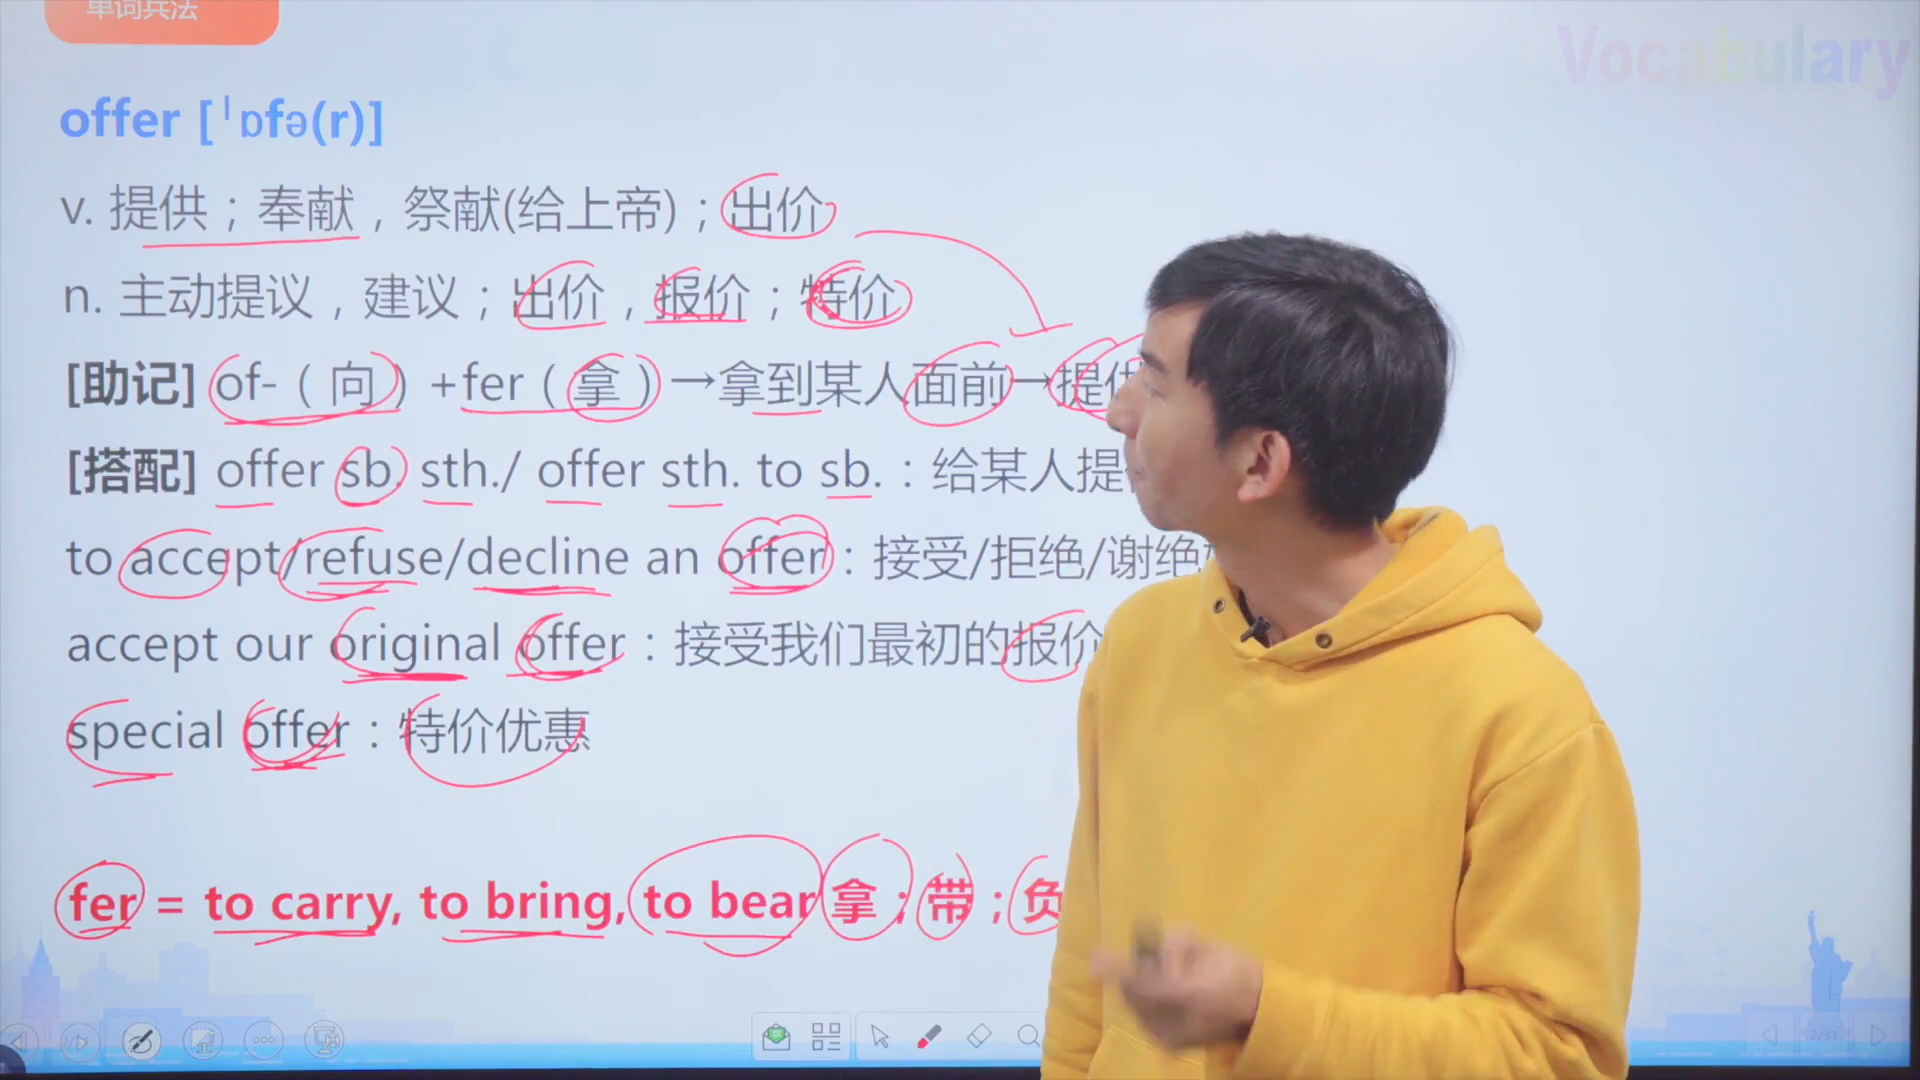 单词兵法
Vocabulary
offer [ˈɒfə(r)]
v. 提供；奉献，祭献(给上帝)；出价
n. 主动提议，建议；出价，报价；特价
[助记] of-（向）+fer（拿）→拿到某人面前→提供
[搭配] offer sb. sth./ offer sth. to sb.：给某人提
to accept/refuse/decline an offer：接受/拒绝/谢绝
accept our original offer：接受我们最初的报价
special offer：特价优惠
fer = to carry, to bring, to bear 拿；带；负
2/31